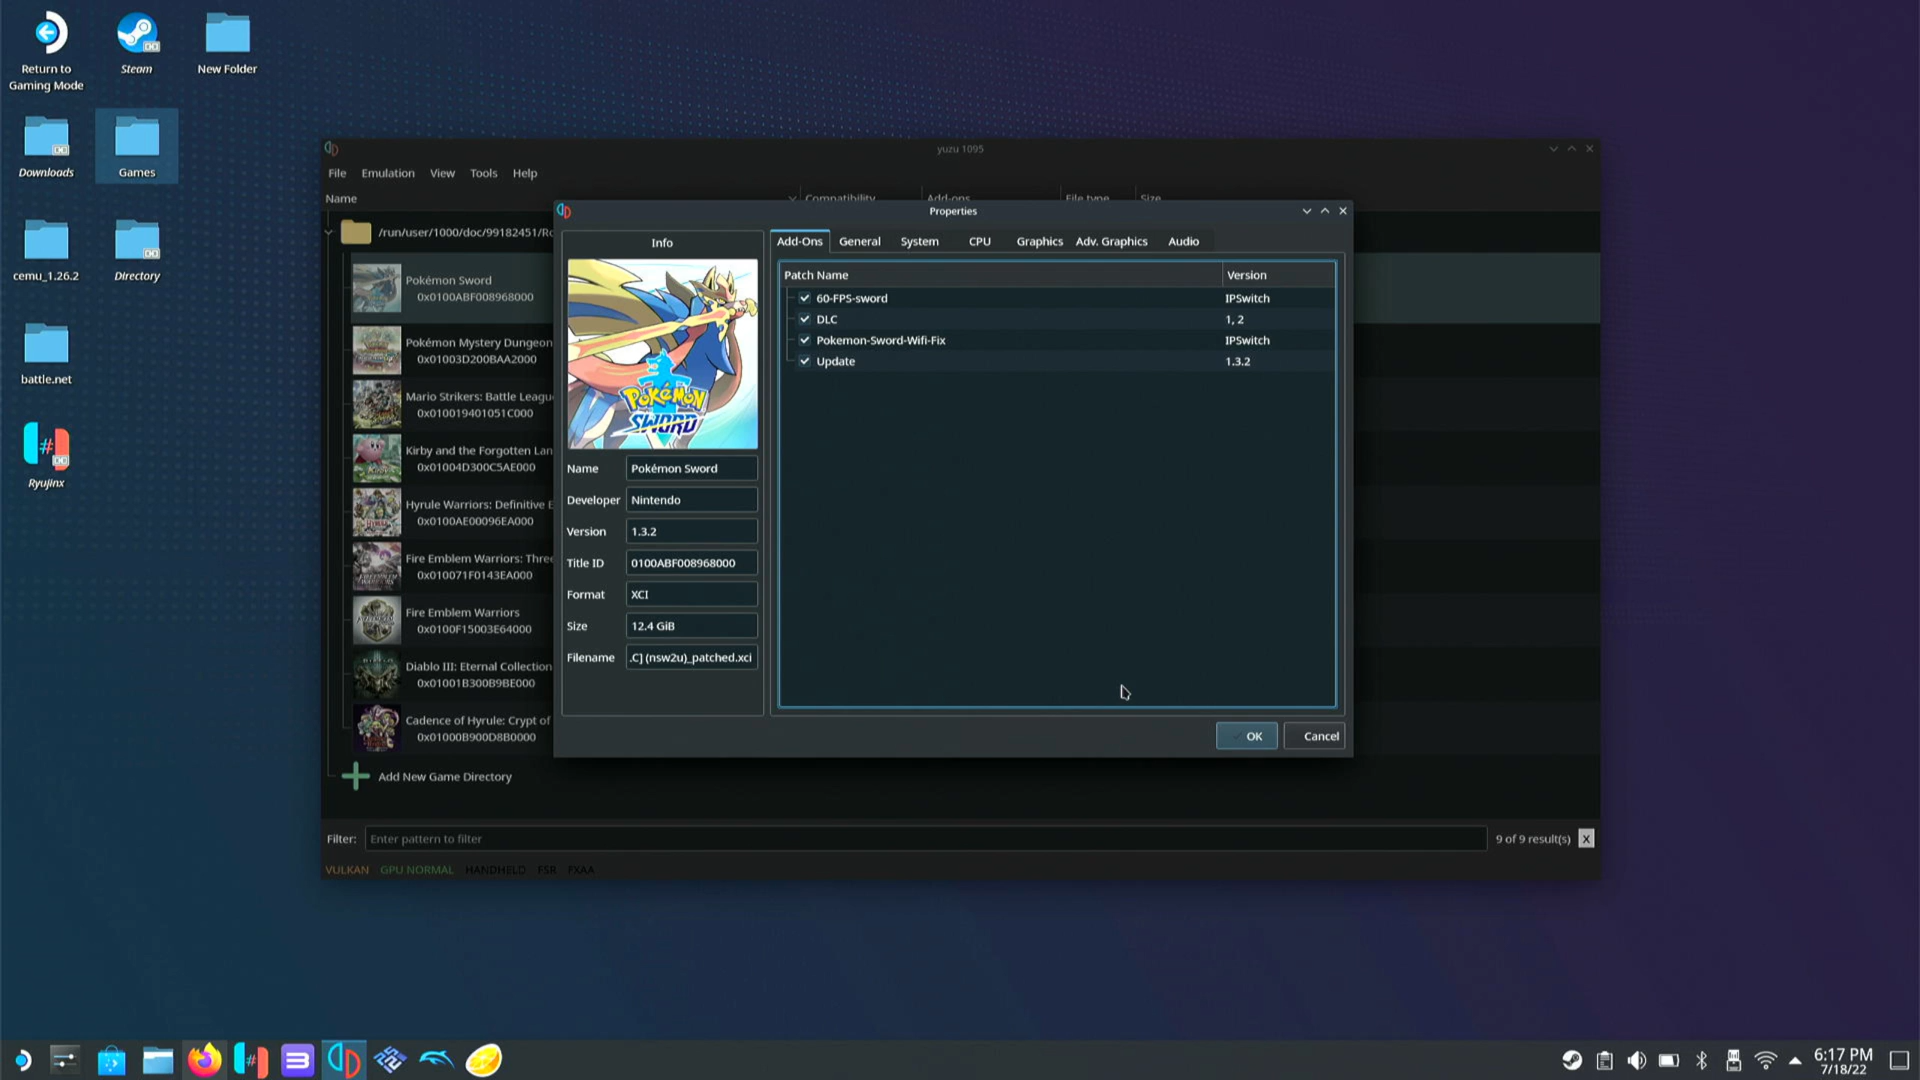 Return to
Gaming Mode
Steam
New Folder
Downloads
Games
cemu_1.26.2
Directory
battle.net
Ryujinx
yuzu 1095
File Emulation View Tools Help
Name Compatibility Add-ons File type Size
/run/user/1000/doc/99182451/Ro
Pokémon Sword
0x0100ABF008968000
Pokémon Mystery Dungeon
0x01003D200BAA2000
Mario Strikers: Battle Leagu
0x010019401051C000
Kirby and the Forgotten Lan
0x01004D300C5AE000
Hyrule Warriors: Definitive E
0x0100AE00096EA000
Fire Emblem Warriors: Three
0x010071F0143EA000
Fire Emblem Warriors
0x0100F15003E64000
Diablo III: Eternal Collection
0x01001B300B9BE000
Cadence of Hyrule: Crypt of
0x01000B900D8B0000
Add New Game Directory
Filter: Enter pattern to filter 9 of 9 result(s) X
VULKAN GPU NORMAL HANDHELD FSR FXAA
Properties
Info
POKéMON
SWORD
Name Pokémon Sword
Developer Nintendo
Version 1.3.2
Title ID 0100ABF008968000
Format XCI
Size 12.4 GiB
Filename .C] (nsw2u)_patched.xci
Add-Ons General System CPU Graphics Adv. Graphics Audio
Patch Name Version
60-FPS-sword IPSwitch
DLC 1, 2
Pokemon-Sword-Wifi-Fix IPSwitch
Update 1.3.2
OK Cancel
6:17 PM
7/18/22